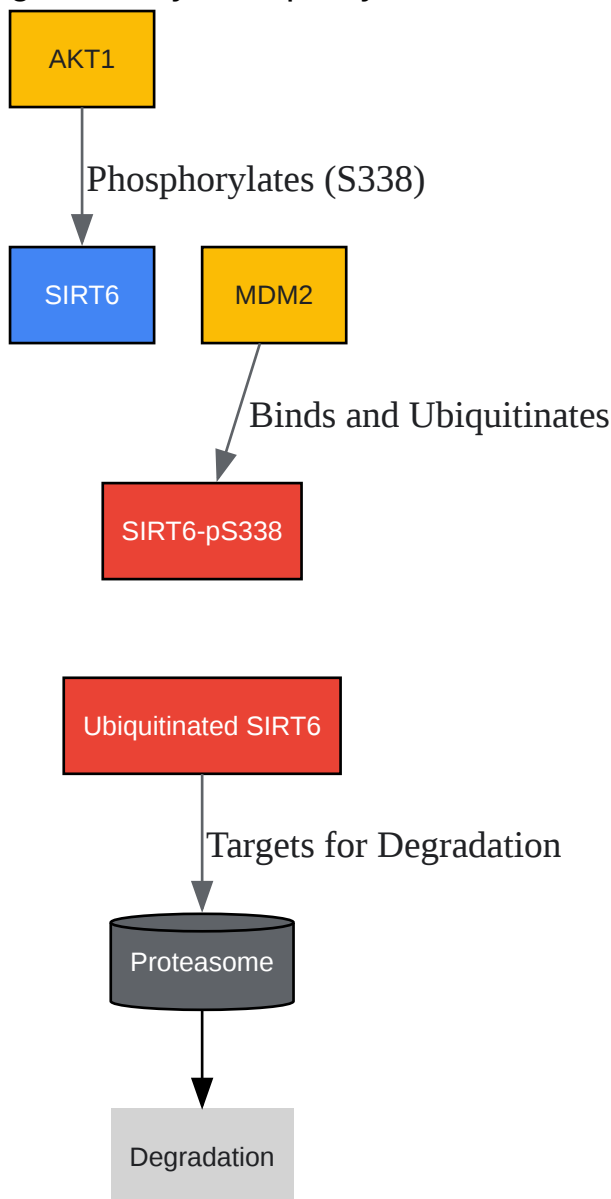 AKT1
Phosphorylates (S338)
SIRT6
MDM2
Binds and Ubiquitinates
SIRT6-pS338
Ubiquitinated SIRT6
Targets for Degradation
Proteasome
Degradation